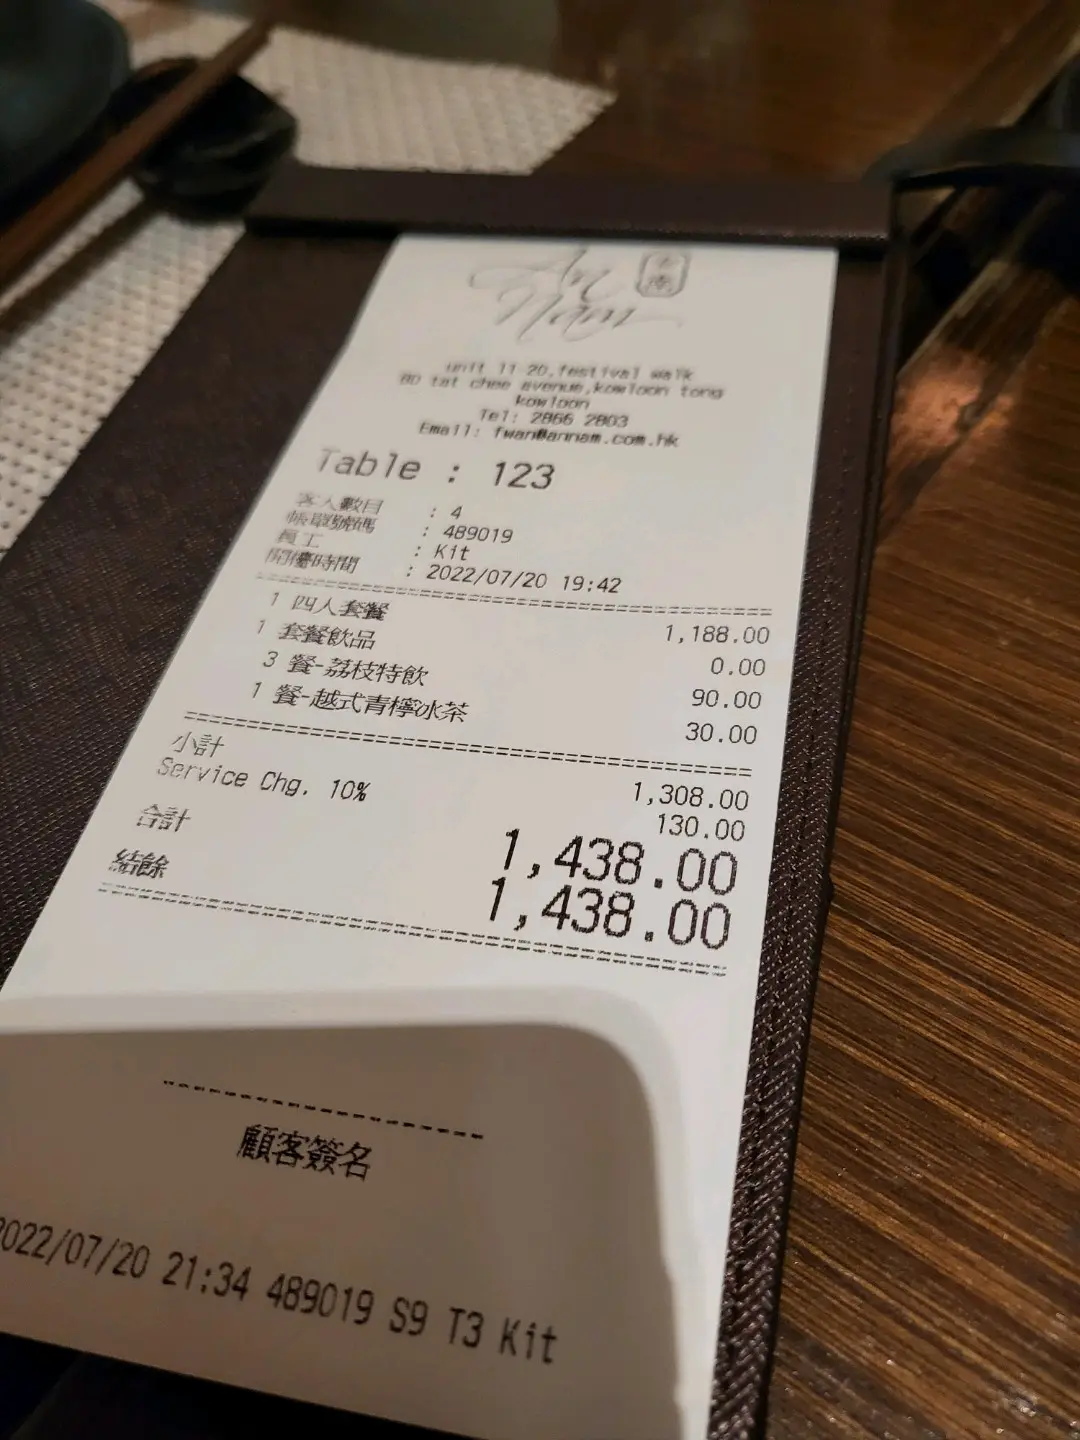 An
Nam
安南
unit 11 20,festival walk
80 tat chee avenue,kowloon tong
kowloon
Tel: 2866 2803
Email: fwan@annam.com.hk
Table : 123
客人數目 : 4
帳單號碼 : 489019
員工 : Kit
開檯時間 : 2022/07/20 19:42
1 四人套餐 1,188.00
1 套餐飲品 0.00
3 餐-荔枝特飲 90.00
1 餐-越式青檸冰茶 30.00
小計 1,308.00
Service Chg. 10% 130.00
合計 1,438.00
結餘 1,438.00
顧客簽名
2022/07/20 21:34 489019 S9 T3 Kit